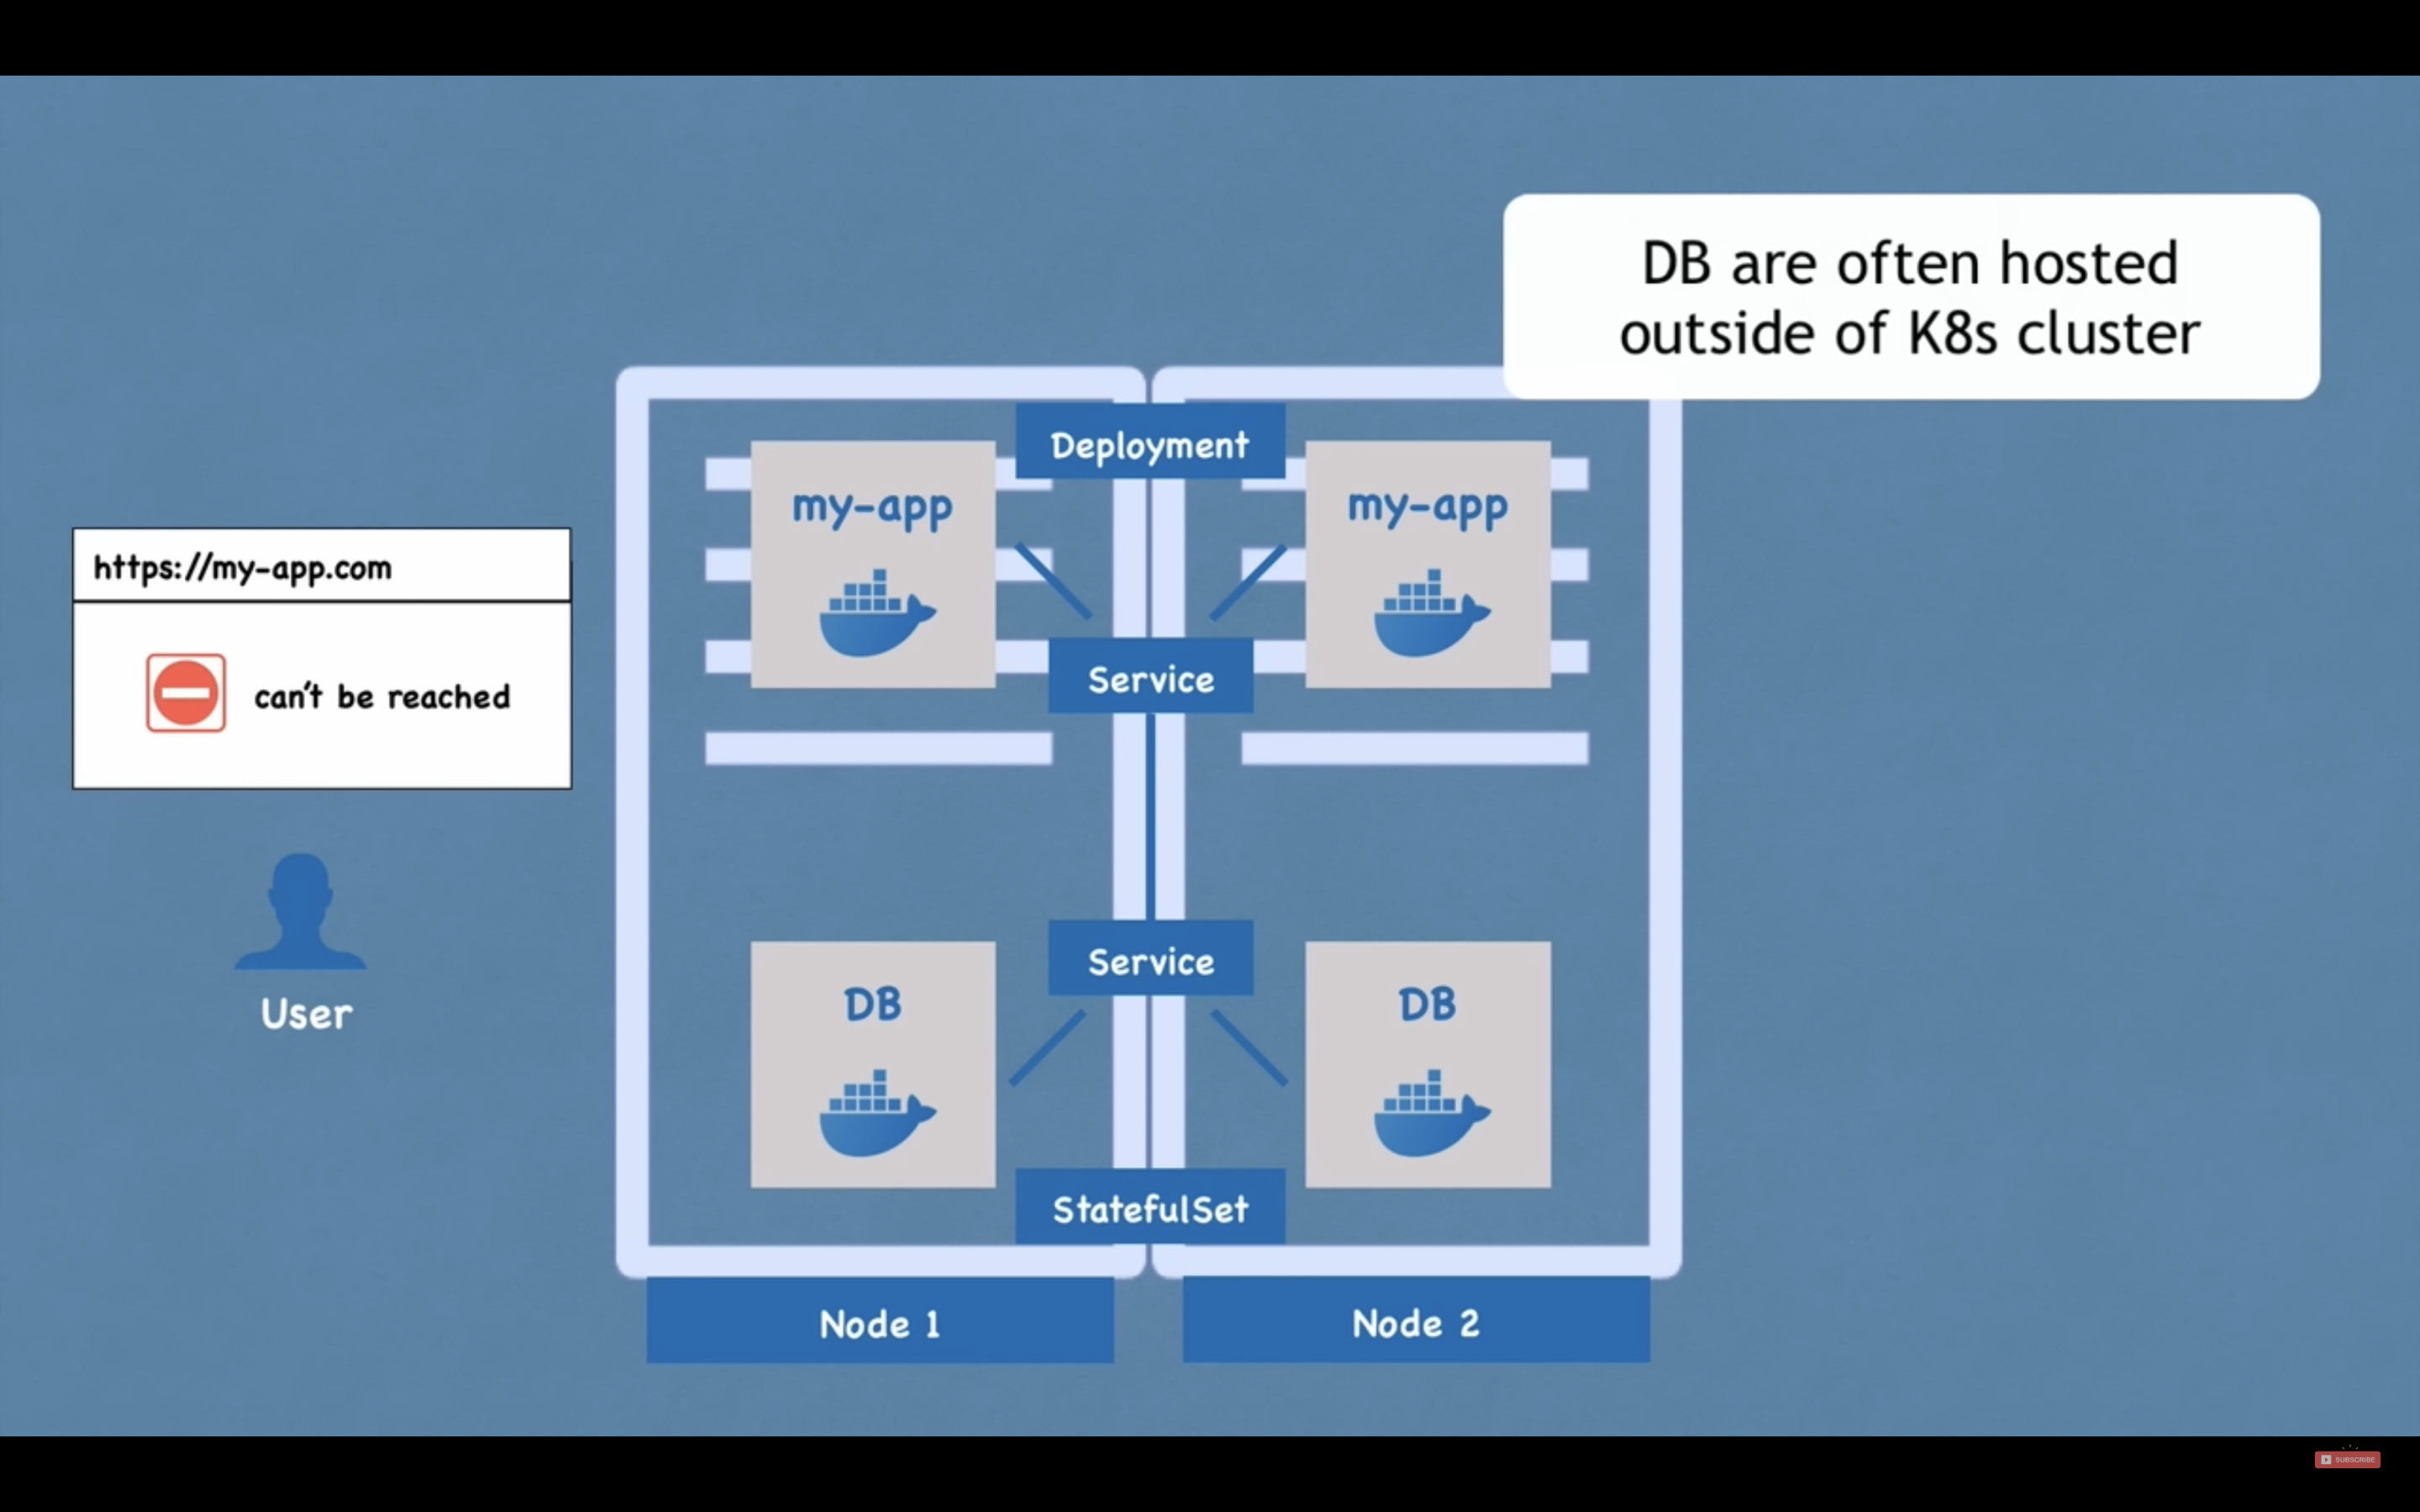 DB are often hosted
outside of K8s cluster
Deployment
my-app
my-app
https://my-app.com
can't be reached
Service
User
Service
DB
DB
StatefulSet
Node 1
Node 2
SUBSCRIBE